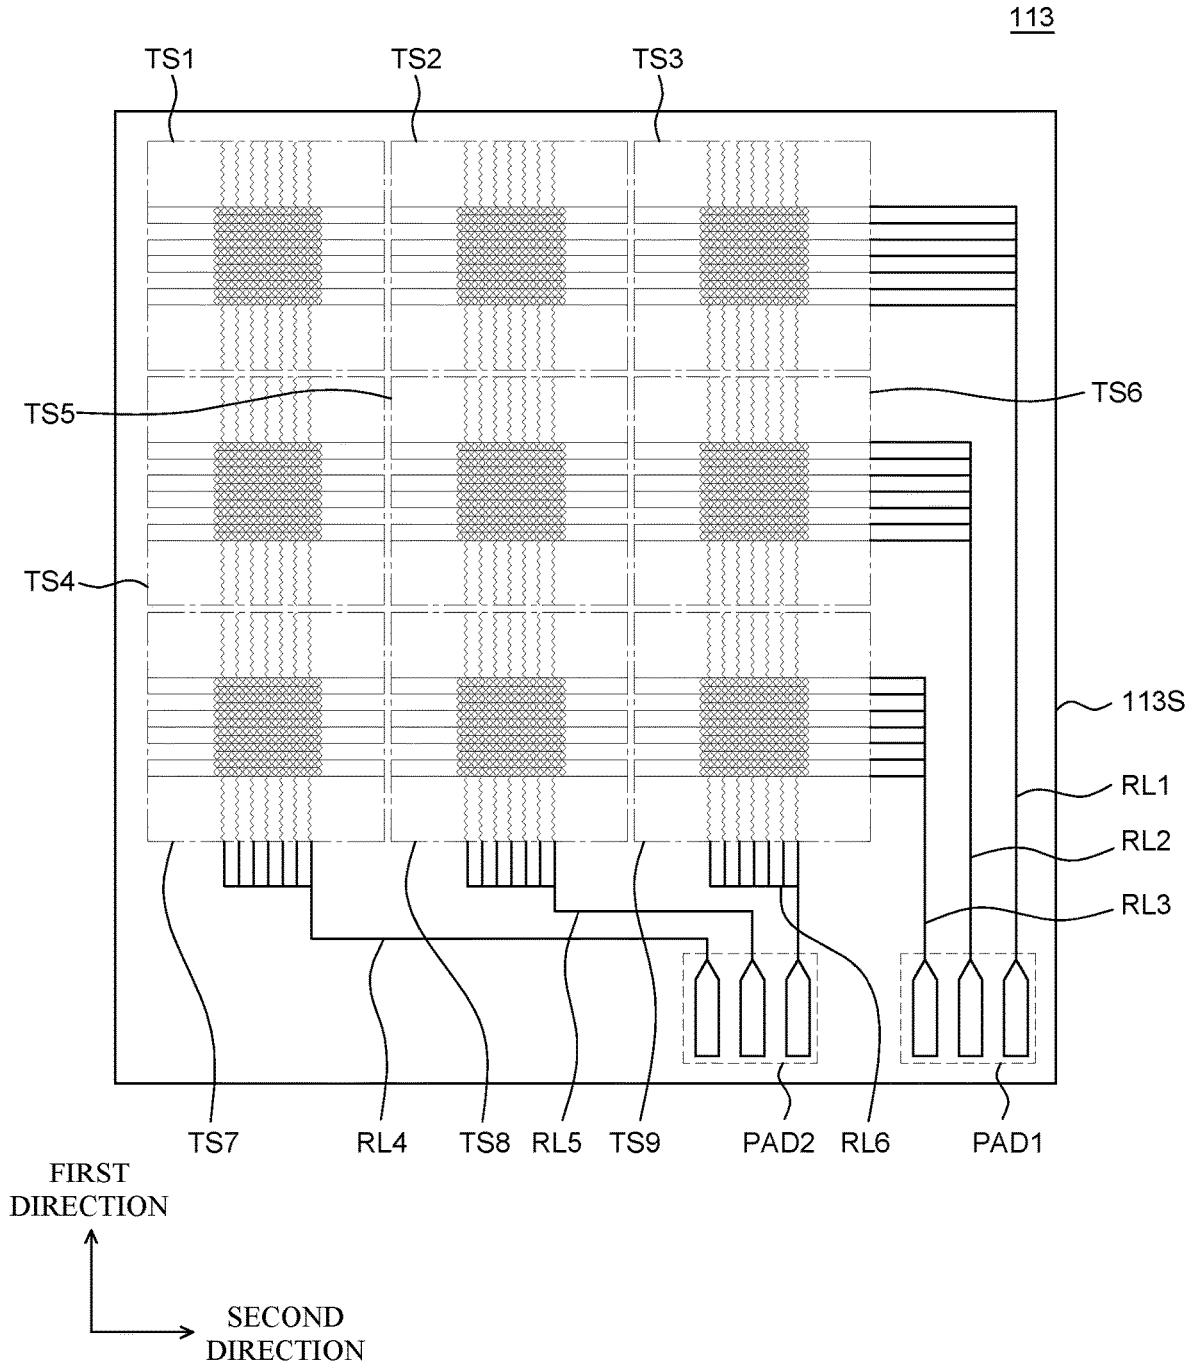 113
TS1 TS2 TS3
TS5 TS6
TS4
113S
RL1
RL2
RL3
TS7 RL4 TS8 RL5 TS9 PAD2 RL6 PAD1
FIRST
DIRECTION
SECOND
DIRECTION